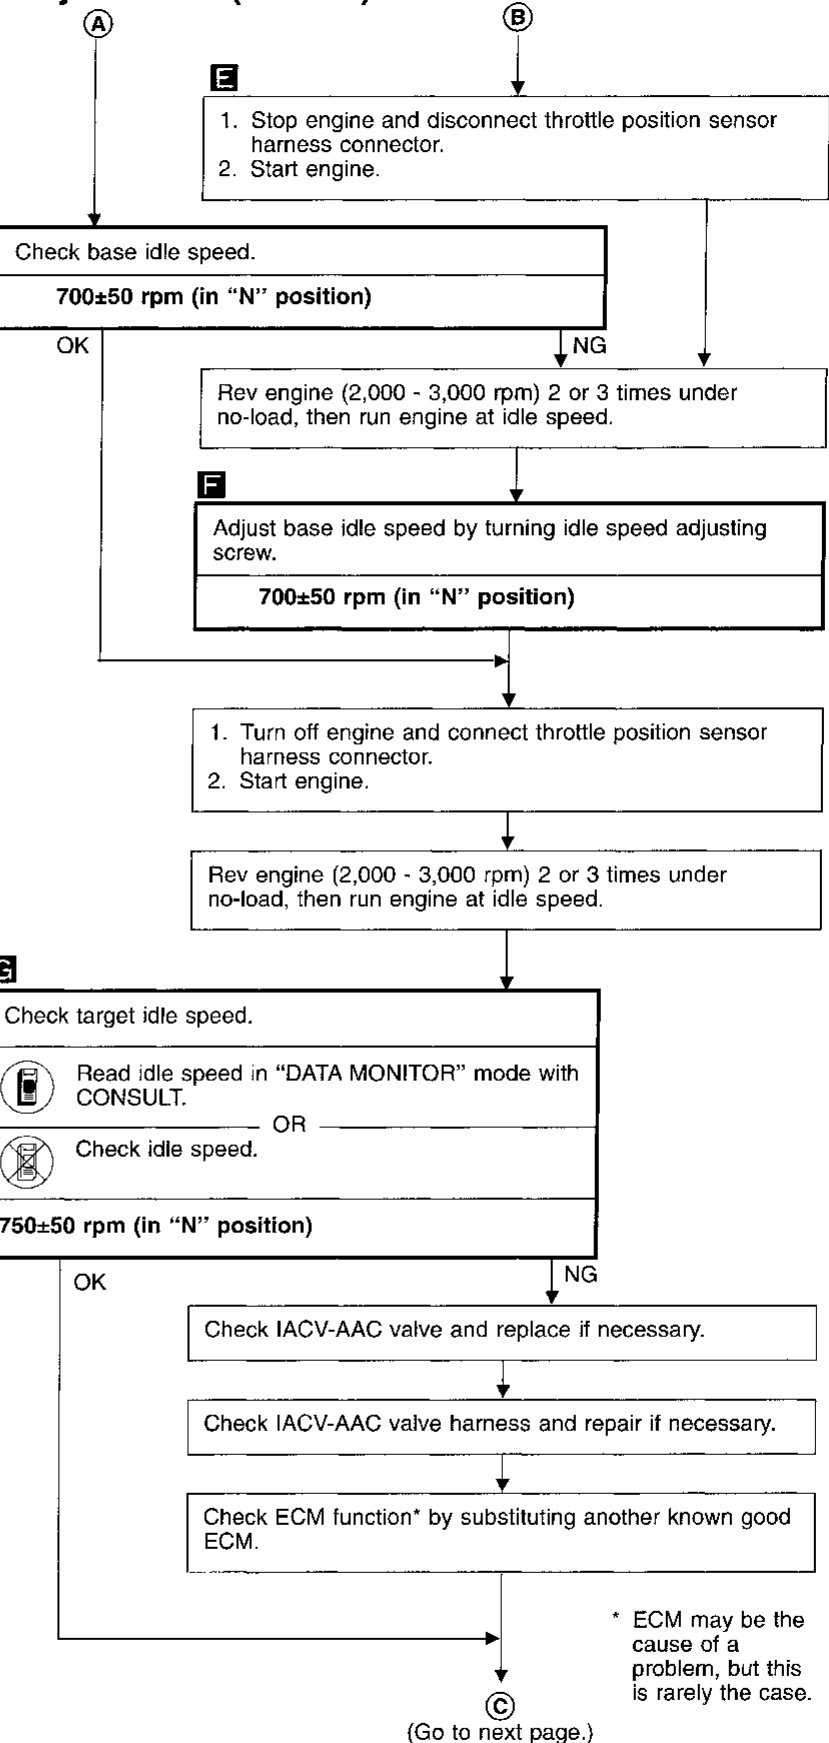 A
B
E
1. Stop engine and disconnect throttle position sensor
harness connector.
2. Start engine.
Check base idle speed.
700±50 rpm (in “N” position)
OK
NG
Rev engine (2,000 - 3,000 rpm) 2 or 3 times under
no-load, then run engine at idle speed.
F
Adjust base idle speed by turning idle speed adjusting
screw.
700±50 rpm (in “N” position)
1. Turn off engine and connect throttle position sensor
harness connector.
2. Start engine.
Rev engine (2,000 - 3,000 rpm) 2 or 3 times under
no-load, then run engine at idle speed.
G
Check target idle speed.
Read idle speed in “DATA MONITOR” mode with
CONSULT.
OR
Check idle speed.
750±50 rpm (in “N” position)
OK
NG
Check IACV-AAC valve and replace if necessary.
Check IACV-AAC valve harness and repair if necessary.
Check ECM function* by substituting another known good
ECM.
* ECM may be the
cause of a
problem, but this
is rarely the case.
C
(Go to next page.)